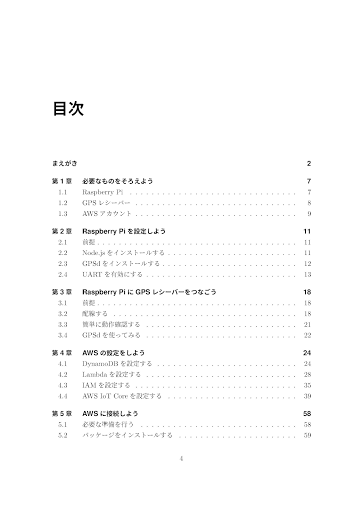 目次
まえがき 2
第 1 章 必要なものをそろえよう 7
1.1 Raspberry Pi . . . . . . . . . . . . . . . . . . . . . . . . . . . . . . 7
1.2 GPS レシーバー . . . . . . . . . . . . . . . . . . . . . . . . . . . . 8
1.3 AWS アカウント . . . . . . . . . . . . . . . . . . . . . . . . . . . . 9
第 2 章 Raspberry Pi を設定しよう 11
2.1 前提 . . . . . . . . . . . . . . . . . . . . . . . . . . . . . . . . . . 11
2.2 Node.js をインストールする . . . . . . . . . . . . . . . . . . . . . . 11
2.3 GPSd をインストールする . . . . . . . . . . . . . . . . . . . . . . . 12
2.4 UART を有効にする . . . . . . . . . . . . . . . . . . . . . . . . . . 13
第 3 章 Raspberry Pi に GPS レシーバーをつなごう 18
3.1 前提 . . . . . . . . . . . . . . . . . . . . . . . . . . . . . . . . . . 18
3.2 配線する . . . . . . . . . . . . . . . . . . . . . . . . . . . . . . . . 18
3.3 簡単に動作確認する . . . . . . . . . . . . . . . . . . . . . . . . . . 21
3.4 GPSd を使ってみる . . . . . . . . . . . . . . . . . . . . . . . . . . 22
第 4 章 AWS の設定をしよう 24
4.1 DynamoDB を設定する . . . . . . . . . . . . . . . . . . . . . . . . 24
4.2 Lambda を設定する . . . . . . . . . . . . . . . . . . . . . . . . . . 28
4.3 IAM を設定する . . . . . . . . . . . . . . . . . . . . . . . . . . . . 35
4.4 AWS IoT Core を設定する . . . . . . . . . . . . . . . . . . . . . . 39
第 5 章 AWS に接続しよう 58
5.1 必要な準備を行う . . . . . . . . . . . . . . . . . . . . . . . . . . . 58
5.2 パッケージをインストールする . . . . . . . . . . . . . . . . . . . . 59
4